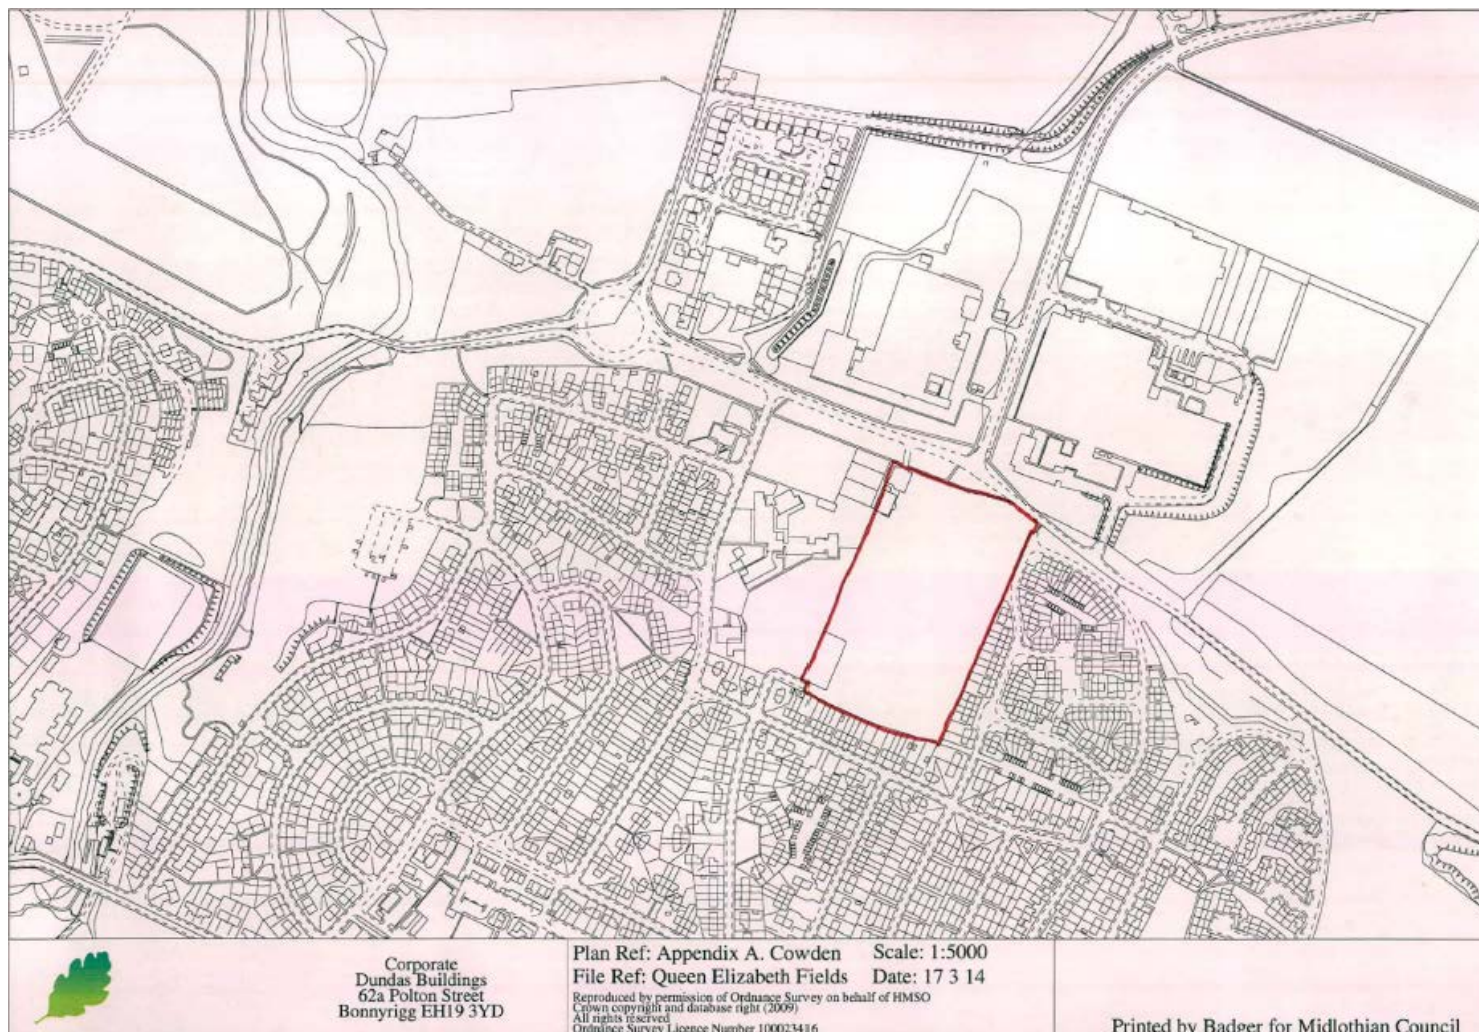 Corporate
Dundas Buildings
62a Polton Street
Bonnyrigg EH19 3YD
Plan Ref: Appendix A. Cowden Scale: 1:5000
File Ref: Queen Elizabeth Fields Date: 17 3 14
Reproduced by permission of Ordnance Survey on behalf of HMSO
Crown copyright and database right (2009)
All rights reserved
Ordnance Survey Licence Number 100023416
Printed by Badger for Midlothian Council